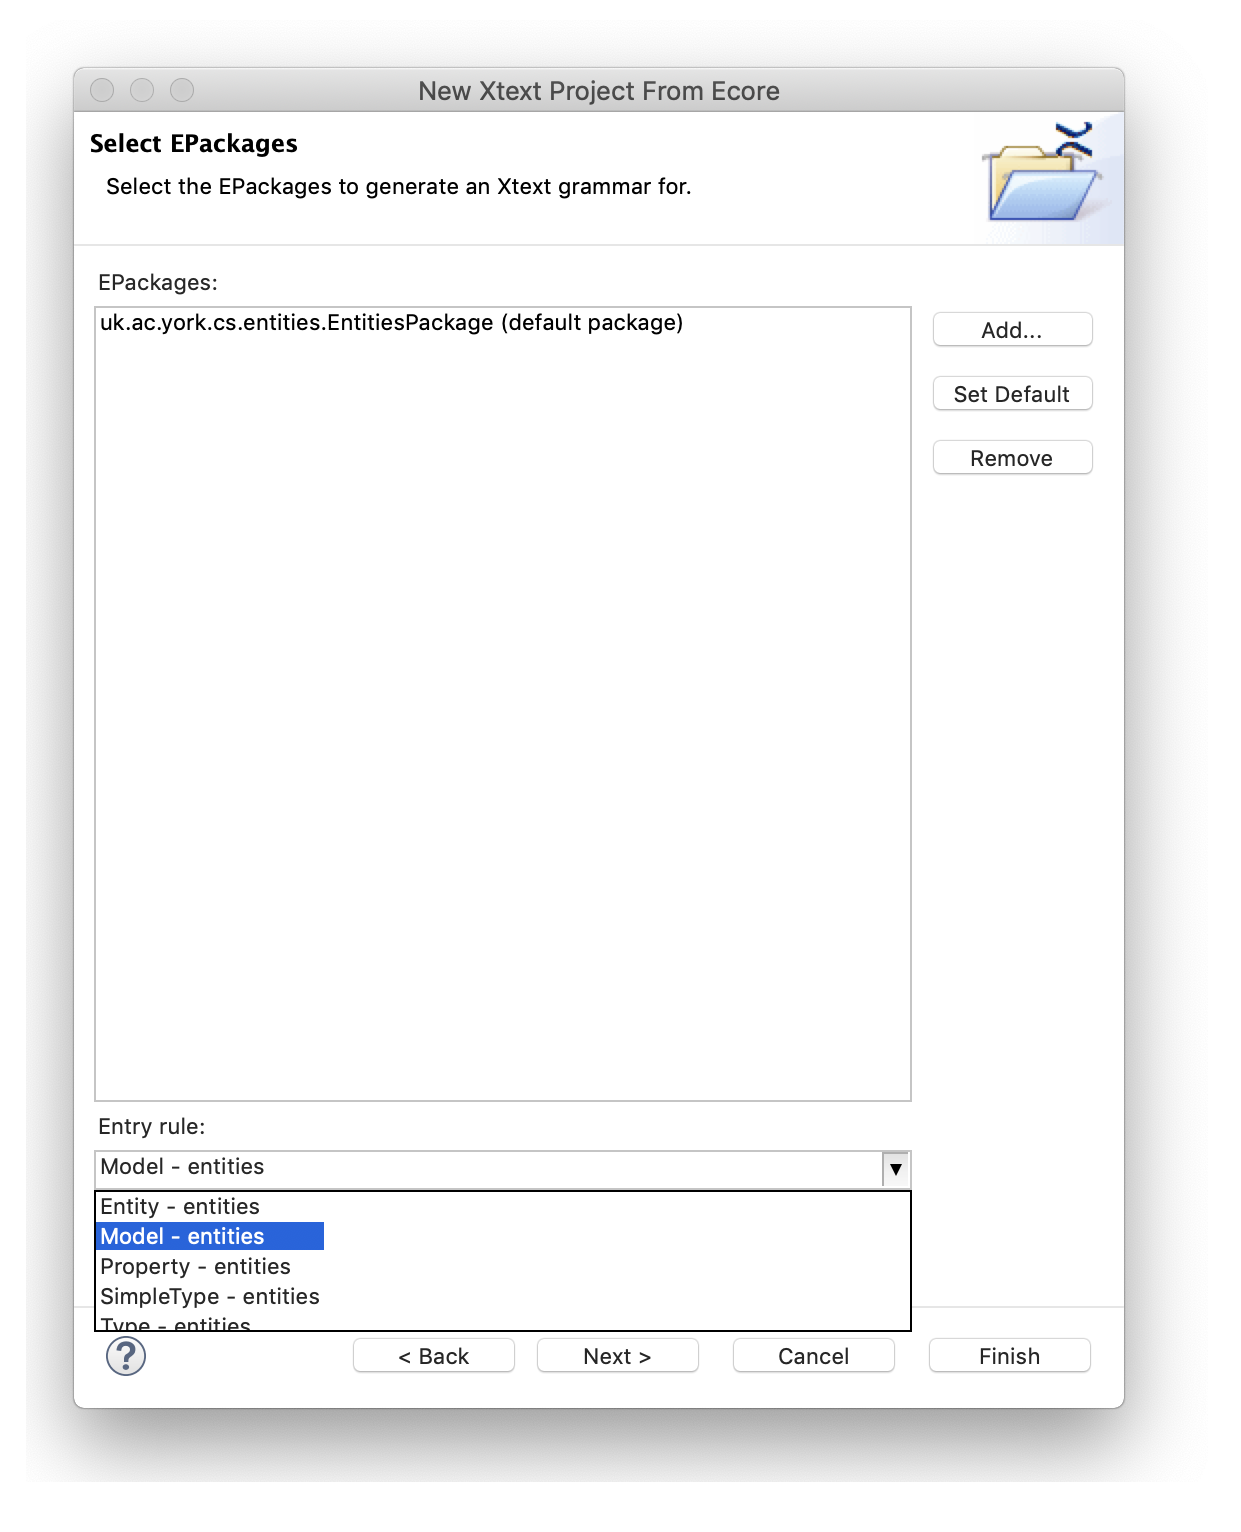 New Xtext Project From Ecore
Select EPackages
Select the EPackages to generate an Xtext grammar for.
EPackages:
uk.ac.york.cs.entities.EntitiesPackage (default package)
Add...
Set Default
Remove
Entry rule:
Model - entities
Entity - entities
Model - entities
Property - entities
SimpleType - entities
Type - entities
?
< Back
Next >
Cancel
Finish